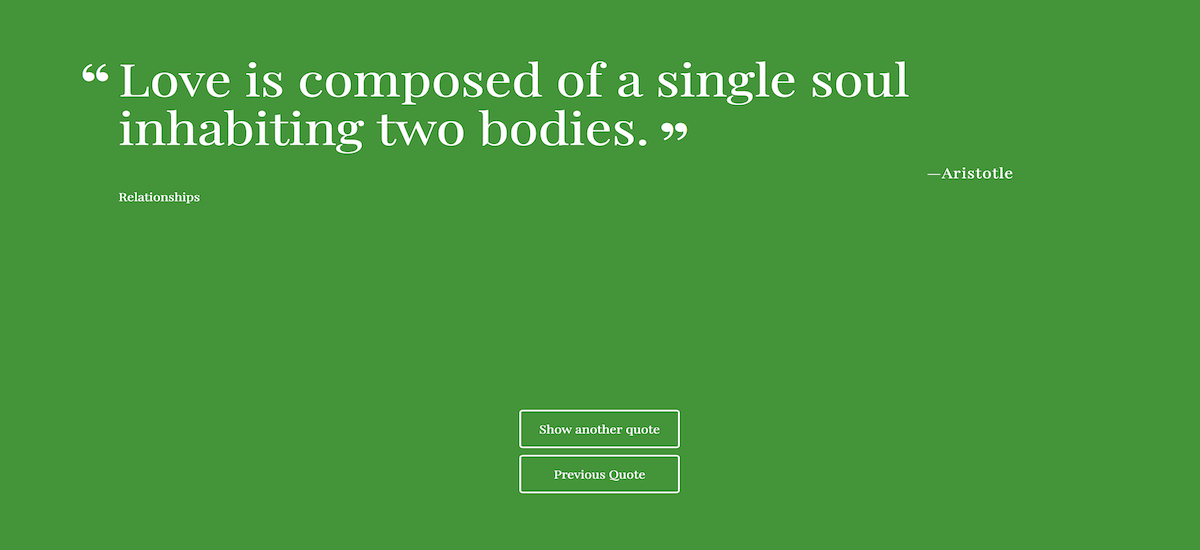 “ Love is composed of a single soul
inhabiting two bodies. ”
—Aristotle
Relationships
Show another quote
Previous Quote